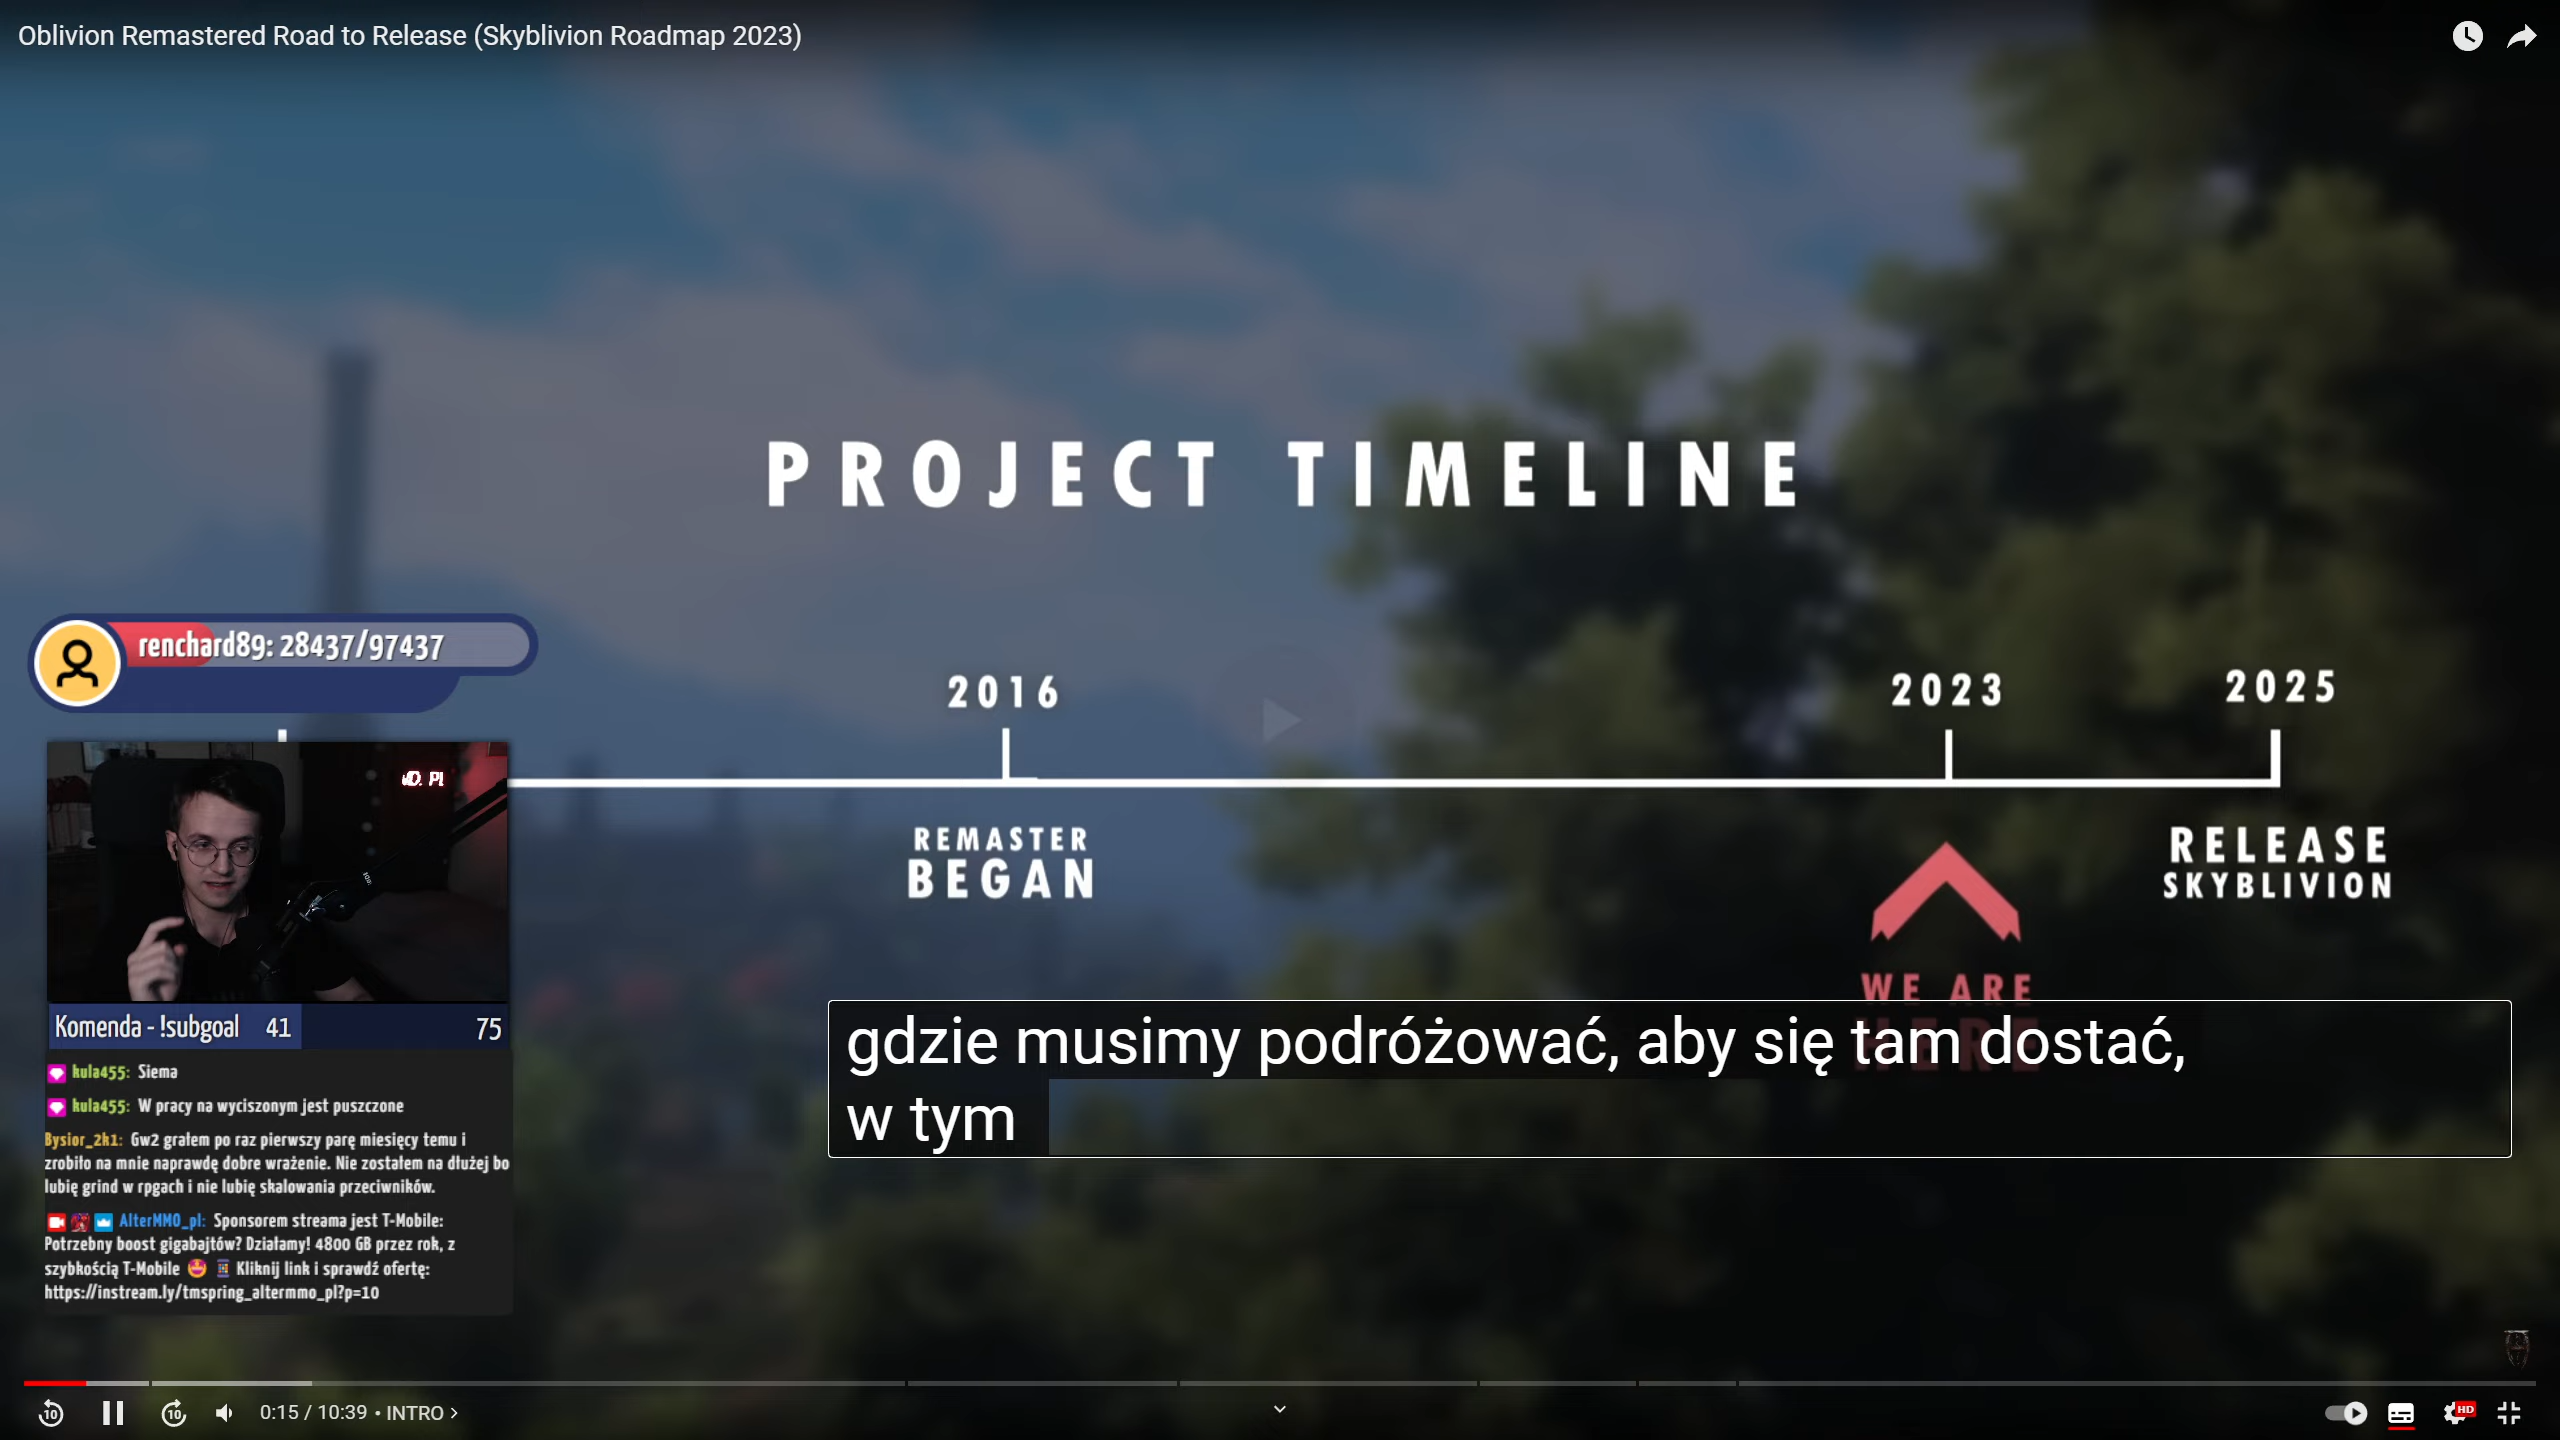 Oblivion Remastered Road to Release (Skyblivion Roadmap 2023)
PROJECT TIMELINE
renchard89: 28437/97437
2016
2023
2025
REMASTER
BEGAN
RELEASE
SKYBLIVION
WE ARE
HERE
gdzie musimy podróżować, aby się tam dostać,
w tym
Komenda - !subgoal 41 75
kula455: Siema
kula455: W pracy na wyciszonym jest puszczone
Bysior_2k1: Gw2 grałem po raz pierwszy parę miesięcy temu i
zrobiło na mnie naprawdę dobre wrażenie. Nie zostałem na dłużej bo
lubię grind w rpgach i nie lubię skalowania przeciwników.
AlterMMO_pl: Sponsorem streama jest T-Mobile:
Potrzebny boost gigabajtów? Działamy! 4800 GB przez rok, z
szybkością T-Mobile 🤩 🎰 Kliknij link i sprawdź ofertę:
https://instream.ly/tmspring_altermmo_pl?p=10
10
10
0:15 / 10:39 • INTRO ›
HD